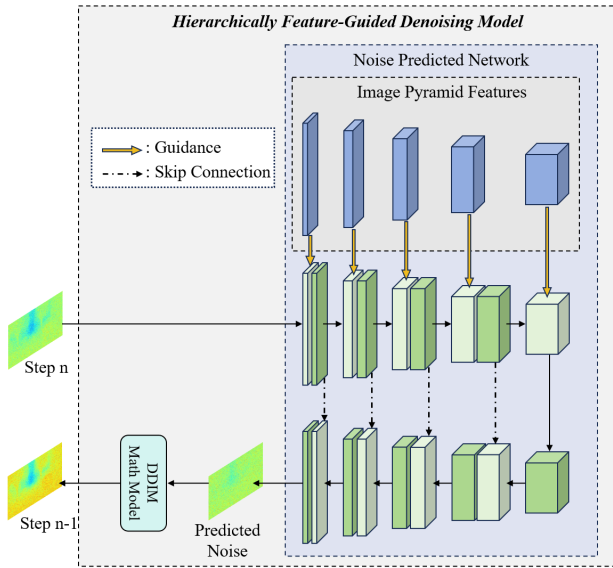 Hierarchically Feature-Guided Denoising Model
Noise Predicted Network
Image Pyramid Features
: Guidance
: Skip Connection
Step n
Step n-1
DDIM
Math Model
Predicted
Noise